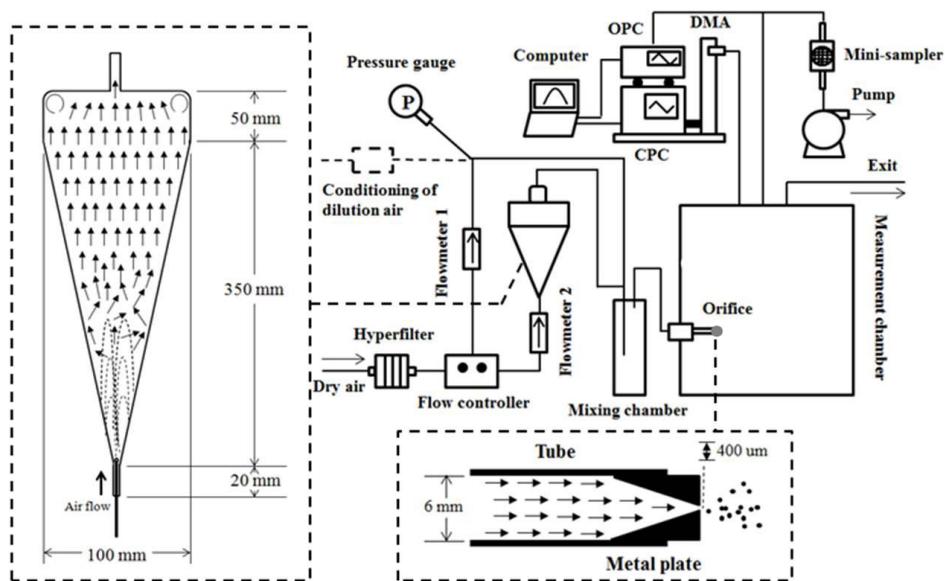 50 mm
350 mm
20 mm
Air flow
100 mm
Pressure gauge
P
Conditioning of
dilution air
Flowmeter 1
Flowmeter 2
Hyperfilter
Dry air
Flow controller
Computer
OPC
DMA
CPC
Mini-sampler
Pump
Exit
Measurement chamber
Orifice
Mixing chamber
Tube
400 um
6 mm
Metal plate